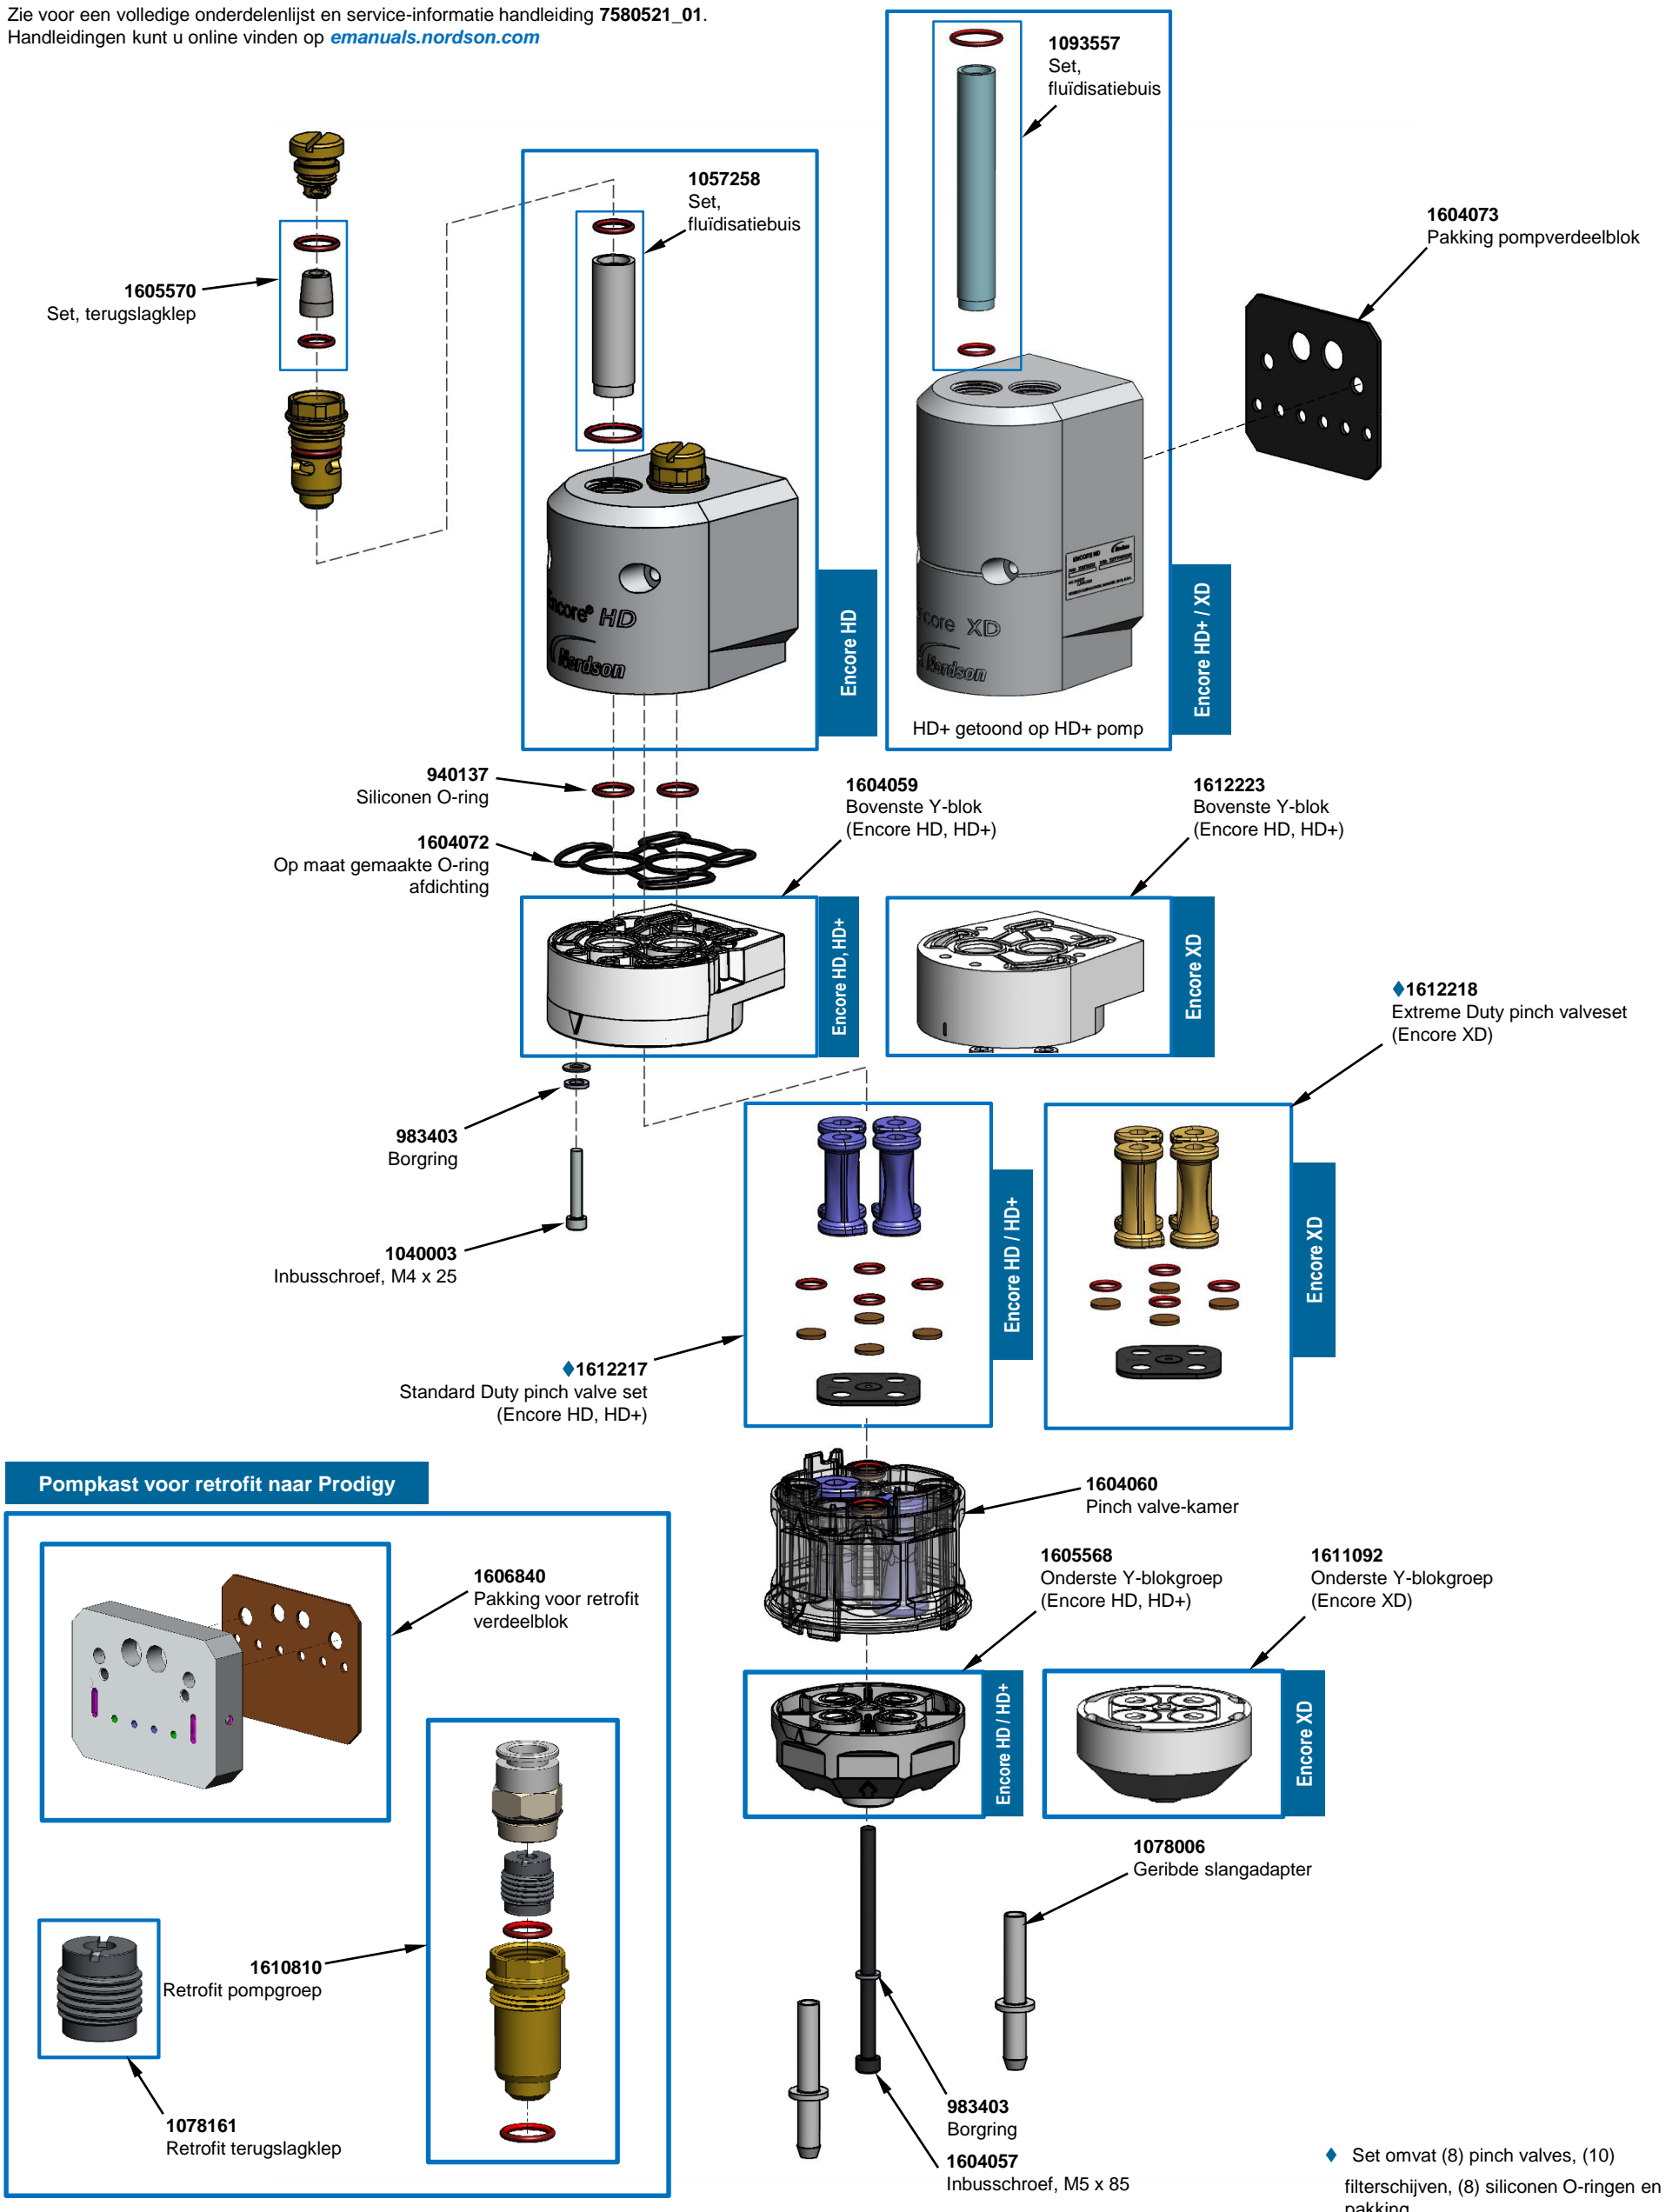 Zie voor een volledige onderdelenlijst en service-informatie handleiding 7580521_01.
Handleidingen kunt u online vinden op emanuals.nordson.com
1093557
Set,
fluïdisatiebuis
1057258
Set,
fluïdisatiebuis
1604073
Pakking pompverdeelblok
1605570
Set, terugslagklep
Encore® HD
Nordson
Encore HD
ENCORE HD
Nordson
core XD
Nordson
Encore HD+ / XD
HD+ getoond op HD+ pomp
940137
Siliconen O-ring
1604072
Op maat gemaakte O-ring
afdichting
1604059
Bovenste Y-blok
(Encore HD, HD+)
1612223
Bovenste Y-blok
(Encore HD, HD+)
Encore HD, HD+
Encore XD
♦1612218
Extreme Duty pinch valveset
(Encore XD)
983403
Borgring
1040003
Inbusschroef, M4 x 25
Encore HD / HD+
Encore XD
♦1612217
Standard Duty pinch valve set
(Encore HD, HD+)
Pompkast voor retrofit naar Prodigy
1604060
Pinch valve-kamer
1606840
Pakking voor retrofit
verdeelblok
1605568
Onderste Y-blokgroep
(Encore HD, HD+)
1611092
Onderste Y-blokgroep
(Encore XD)
Encore HD / HD+
Encore XD
1078006
Geribde slangadapter
1610810
Retrofit pompgroep
1078161
Retrofit terugslagklep
983403
Borgring
1604057
Inbusschroef, M5 x 85
♦ Set omvat (8) pinch valves, (10)
filterschijven, (8) siliconen O-ringen en
pakking